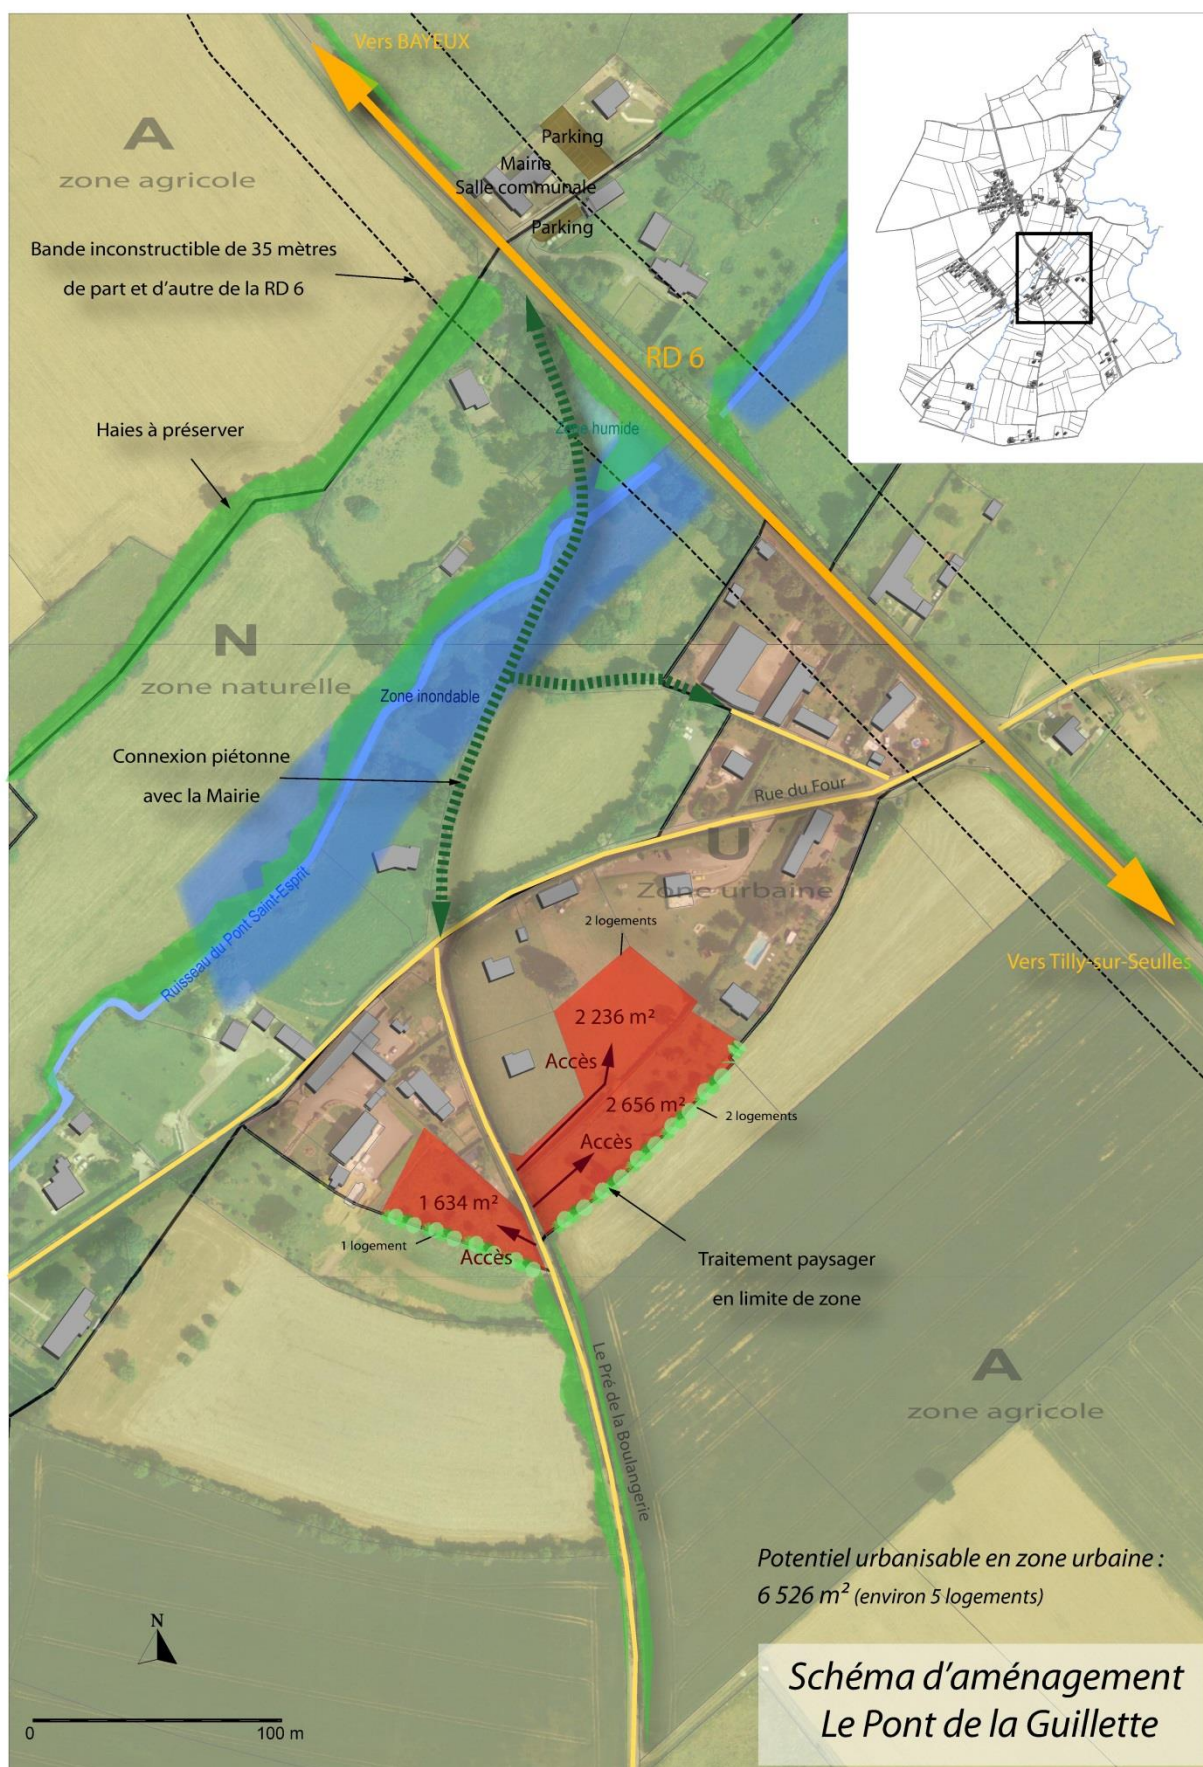 Vers BAYEUX
A
zone agricole
Parking
Mairie
Salle communale
Parking
Bande inconstructible de 35 mètres
de part et d'autre de la RD 6
RD 6
Haies à préserver
Zone humide
N
zone naturelle
Zone inondable
Connexion piétonne
avec la Mairie
Rue du Four
U
Zone urbaine
Ruisseau du Pont Saint-Esprit
2 logements
Vers Tilly-sur-Seulles
2 236 m²
Accès
2 656 m²
2 logements
Accès
1 634 m²
1 logement
Accès
Traitement paysager
en limite de zone
Le Pré de la Boulangerie
A
zone agricole
Potentiel urbanisable en zone urbaine :
6 526 m² (environ 5 logements)
N
0 100 m
Schéma d'aménagement
Le Pont de la Guillette